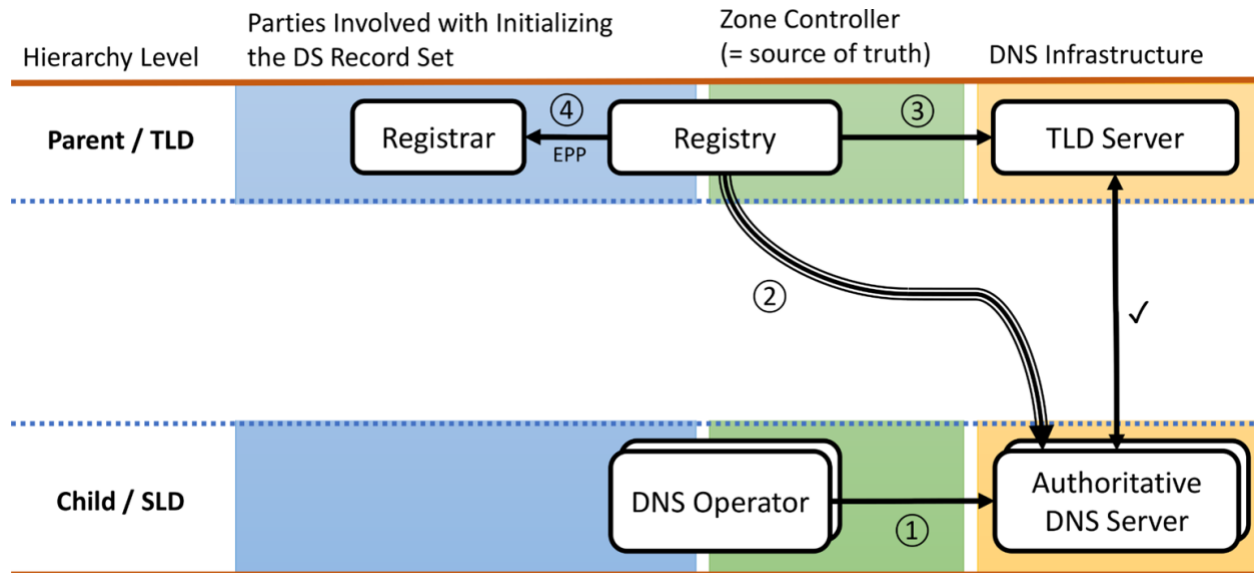 Hierarchy Level
Parties Involved with Initializing
the DS Record Set
Zone Controller
(= source of truth)
DNS Infrastructure
Parent / TLD
Registrar
④
EPP
Registry
③
TLD Server
②
✓
Child / SLD
DNS Operator
①
Authoritative
DNS Server